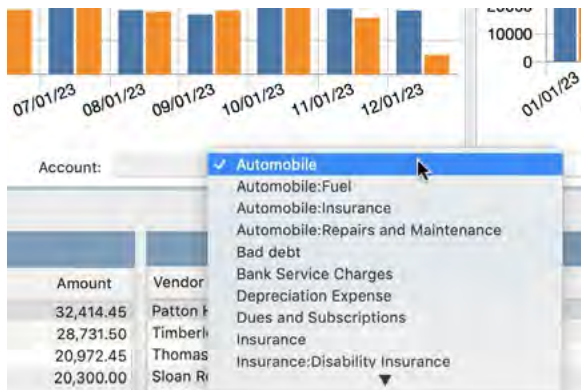 10000
0
07/01/23 08/01/23 09/01/23 10/01/23 11/01/23 12/01/23 01/01/23
Account:
✓ Automobile
Automobile:Fuel
Automobile:Insurance
Automobile:Repairs and Maintenance
Bad debt
Bank Service Charges
Depreciation Expense
Dues and Subscriptions
Insurance
Insurance:Disability Insurance
Amount Vendor
32,414.45 Patton
28,731.50
20,972.45 Thomas
20,300.00 Sloan